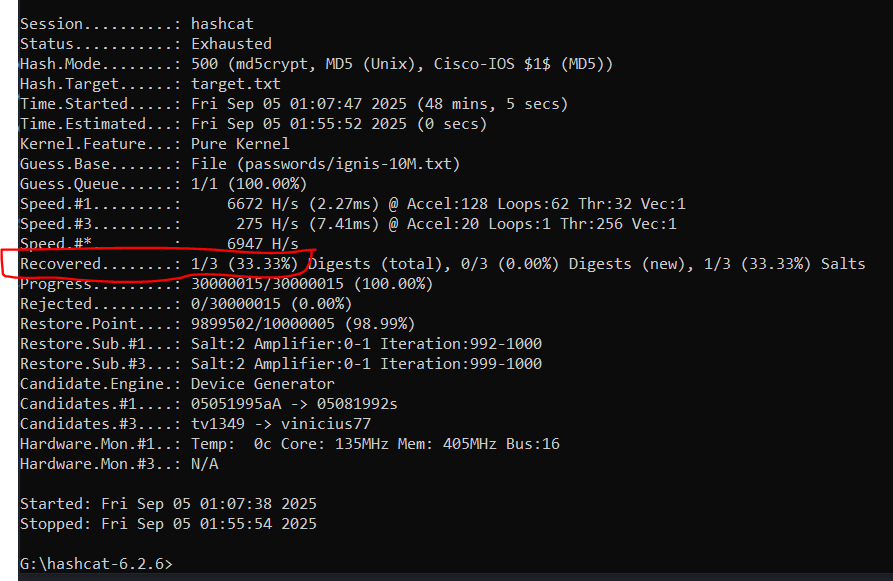 Session..........: hashcat
Status...........: Exhausted
Hash.Mode........: 500 (md5crypt, MD5 (Unix), Cisco-IOS $1$ (MD5))
Hash.Target......: target.txt
Time.Started.....: Fri Sep 05 01:07:47 2025 (48 mins, 5 secs)
Time.Estimated...: Fri Sep 05 01:55:52 2025 (0 secs)
Kernel.Feature...: Pure Kernel
Guess.Base.......: File (passwords/ignis-10M.txt)
Guess.Queue......: 1/1 (100.00%)
Speed.#1.........:     6672 H/s (2.27ms) @ Accel:128 Loops:62 Thr:32 Vec:1
Speed.#3.........:      275 H/s (7.41ms) @ Accel:20 Loops:1 Thr:256 Vec:1
Speed.#*.........:     6947 H/s
Recovered........: 1/3 (33.33%) Digests (total), 0/3 (0.00%) Digests (new), 1/3 (33.33%) Salts
Progress.........: 30000015/30000015 (100.00%)
Rejected.........: 0/30000015 (0.00%)
Restore.Point....: 9899502/10000005 (98.99%)
Restore.Sub.#1...: Salt:2 Amplifier:0-1 Iteration:992-1000
Restore.Sub.#3...: Salt:2 Amplifier:0-1 Iteration:999-1000
Candidate.Engine.: Device Generator
Candidates.#1....: 05051995aA -> 05081992s
Candidates.#3....: tv1349 -> vinicius77
Hardware.Mon.#1..: Temp:  0c Core: 135MHz Mem: 405MHz Bus:16
Hardware.Mon.#3..: N/A
Started: Fri Sep 05 01:07:38 2025
Stopped: Fri Sep 05 01:55:54 2025
G:\hashcat-6.2.6>